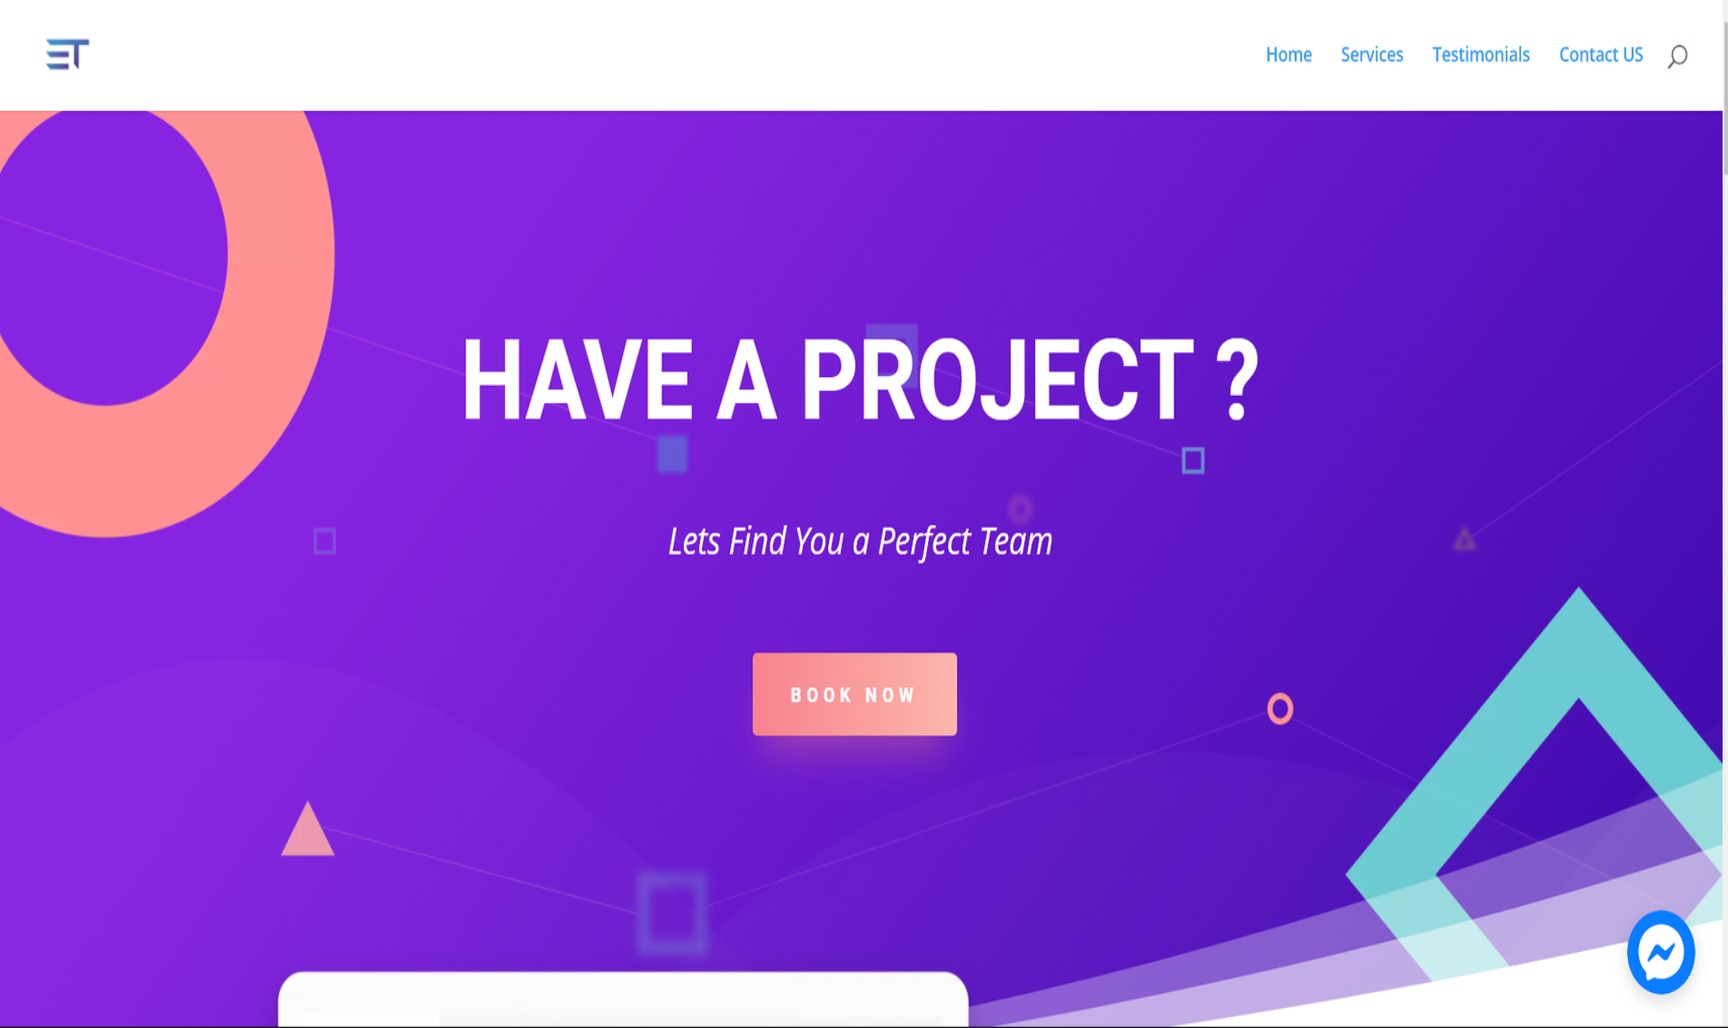 ET
Home Services Testimonials Contact US
HAVE A PROJECT ?
Lets Find You a Perfect Team
BOOK NOW